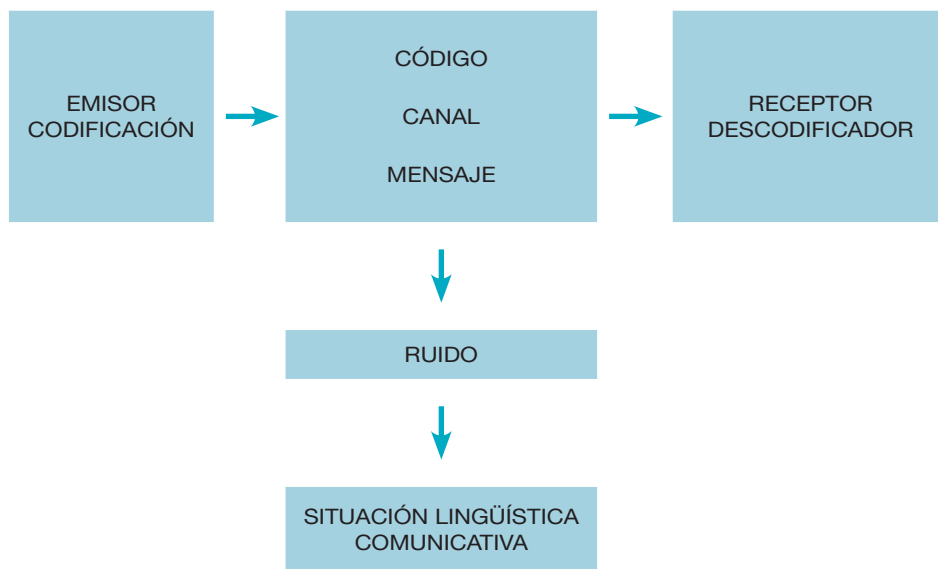 EMISOR
CODIFICACIÓN
CÓDIGO
CANAL
MENSAJE
RECEPTOR
DESCODIFICADOR
RUIDO
SITUACIÓN LINGÜÍSTICA
COMUNICATIVA